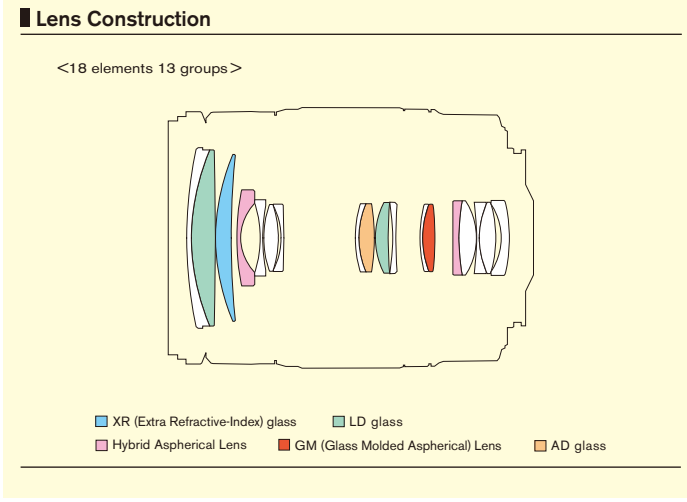 Lens Construction
<18 elements 13 groups>
XR (Extra Refractive-Index) glass LD glass
Hybrid Aspherical Lens GM (Glass Molded Aspherical) Lens AD glass